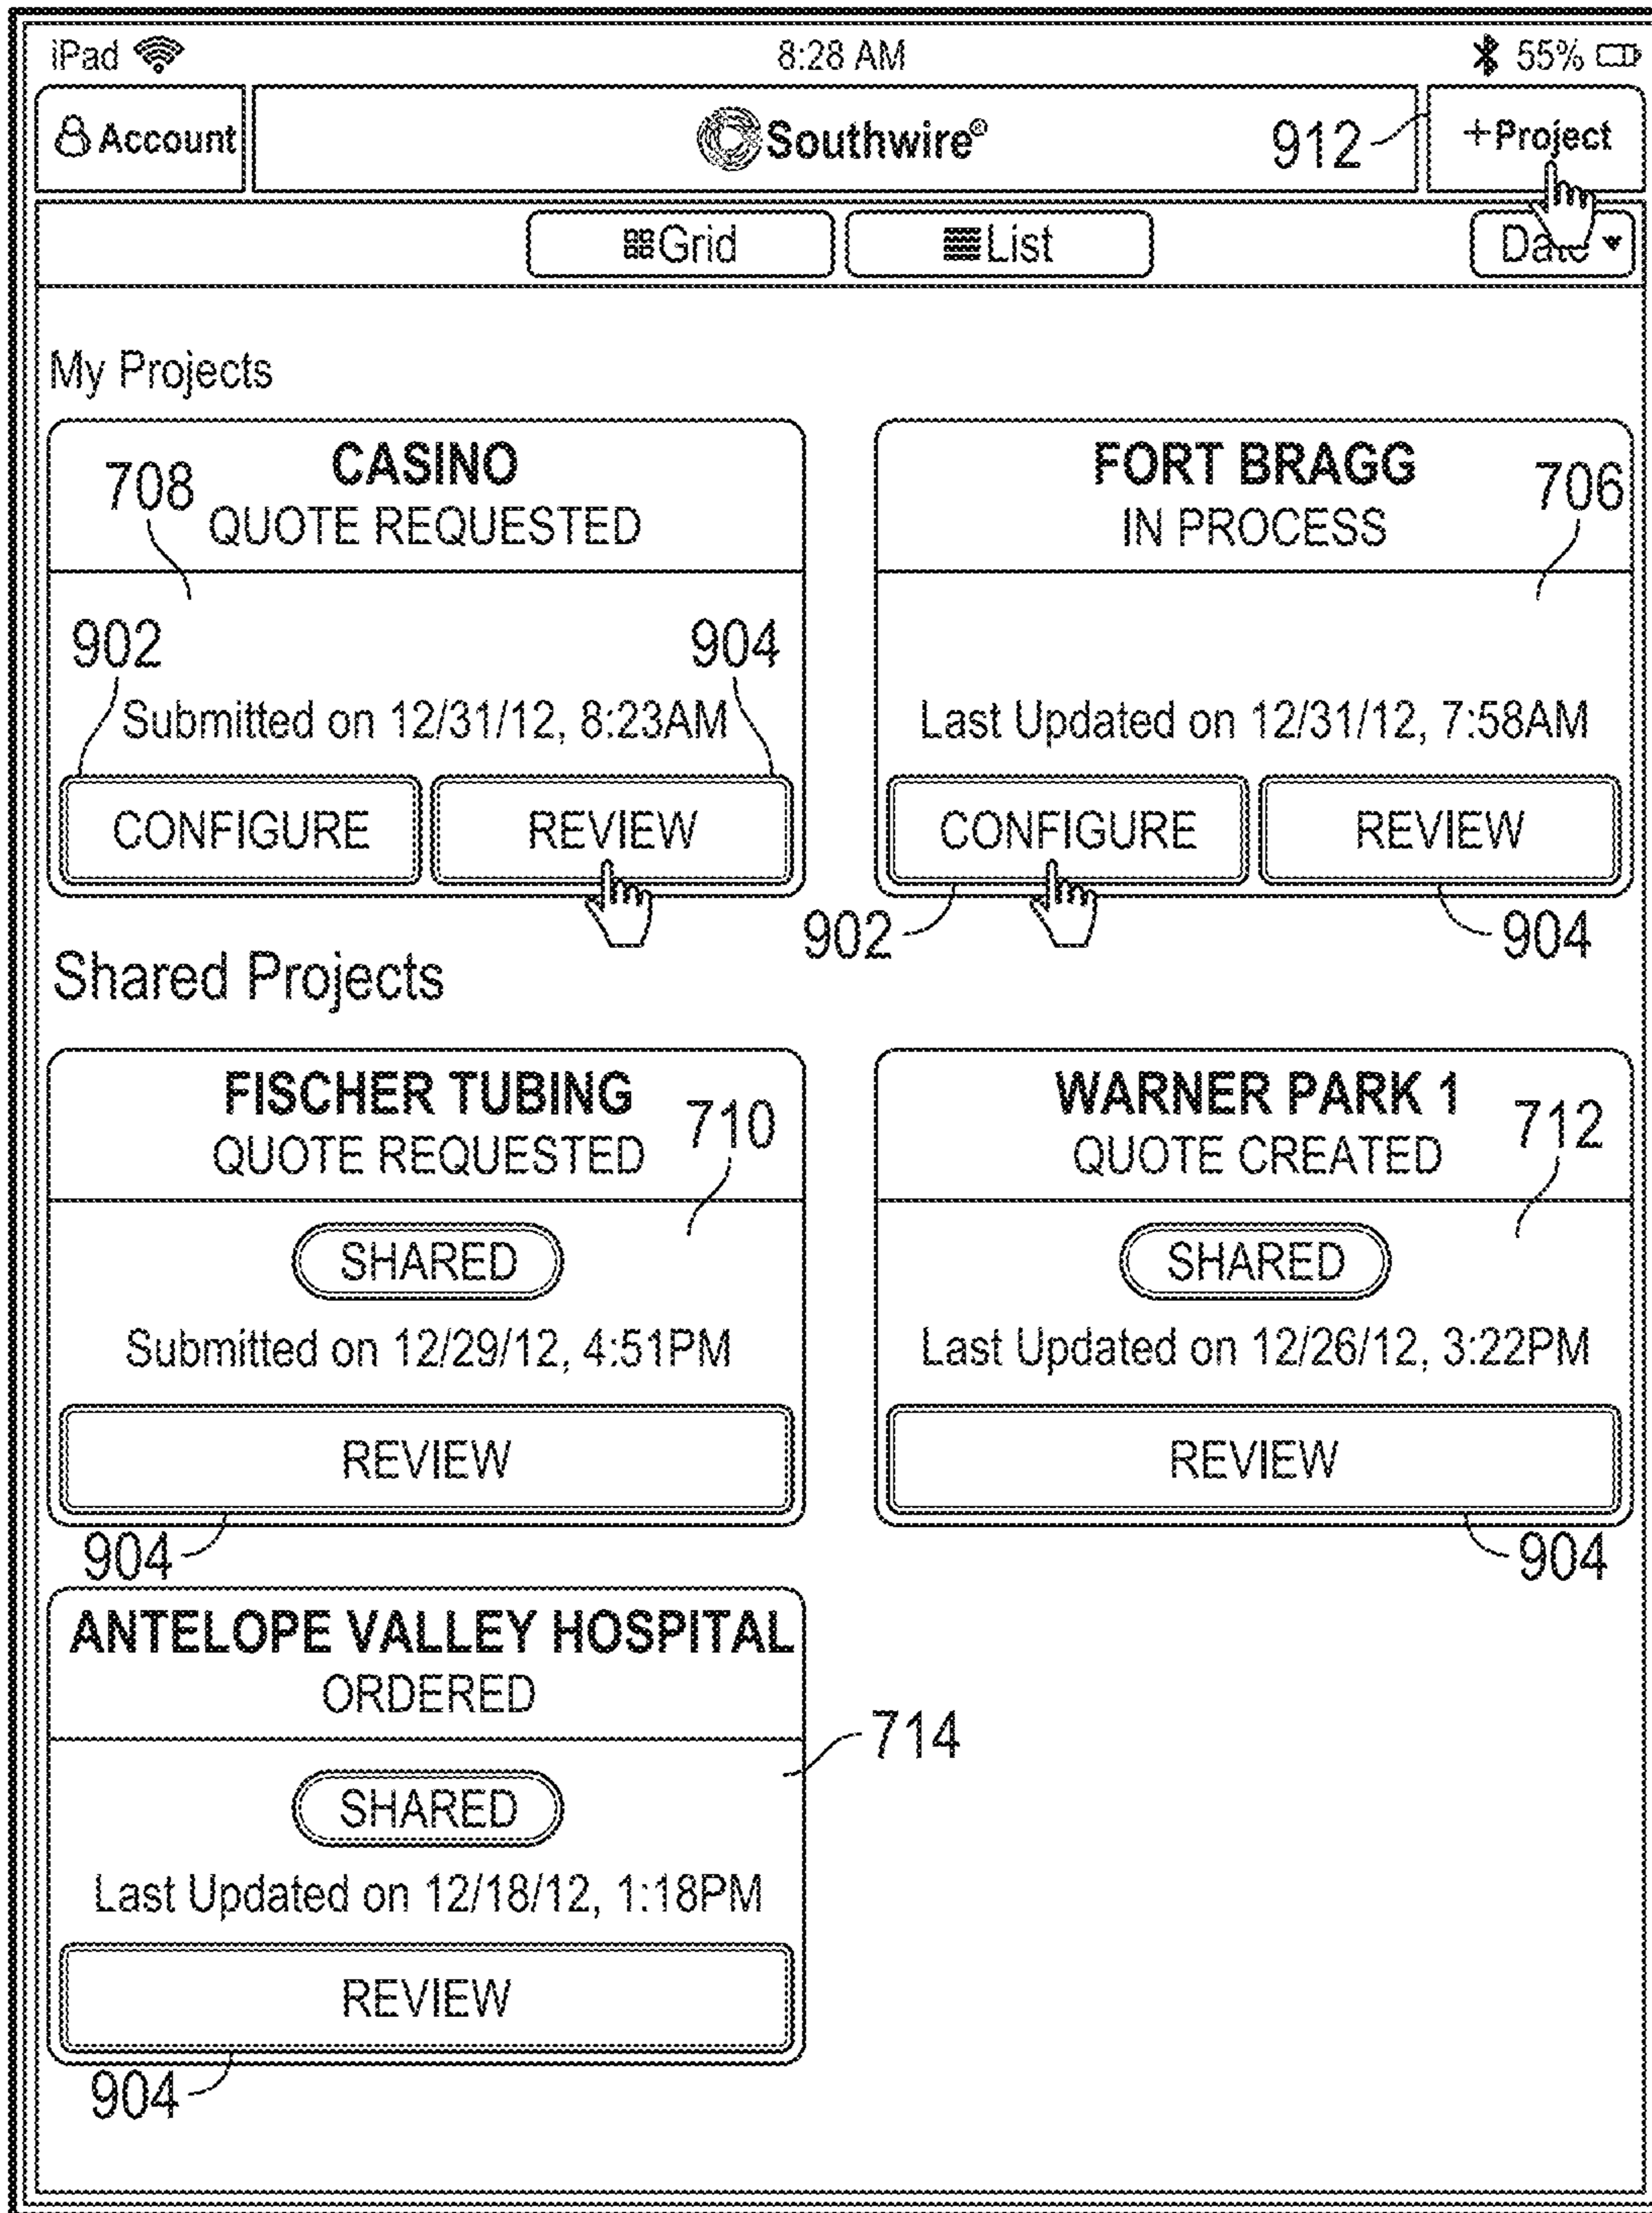 iPad 8:28 AM 55%
Account Southwire® 912 +Project
Grid List Date
My Projects
CASINO
708 QUOTE REQUESTED
902 904
Submitted on 12/31/12, 8:23AM
CONFIGURE REVIEW
FORT BRAGG
IN PROCESS 706
Last Updated on 12/31/12, 7:58AM
CONFIGURE REVIEW
902 904
Shared Projects
FISCHER TUBING
QUOTE REQUESTED 710
SHARED
Submitted on 12/29/12, 4:51PM
REVIEW
904
WARNER PARK 1
QUOTE CREATED 712
SHARED
Last Updated on 12/26/12, 3:22PM
REVIEW
904
ANTELOPE VALLEY HOSPITAL
ORDERED
714
SHARED
Last Updated on 12/18/12, 1:18PM
REVIEW
904